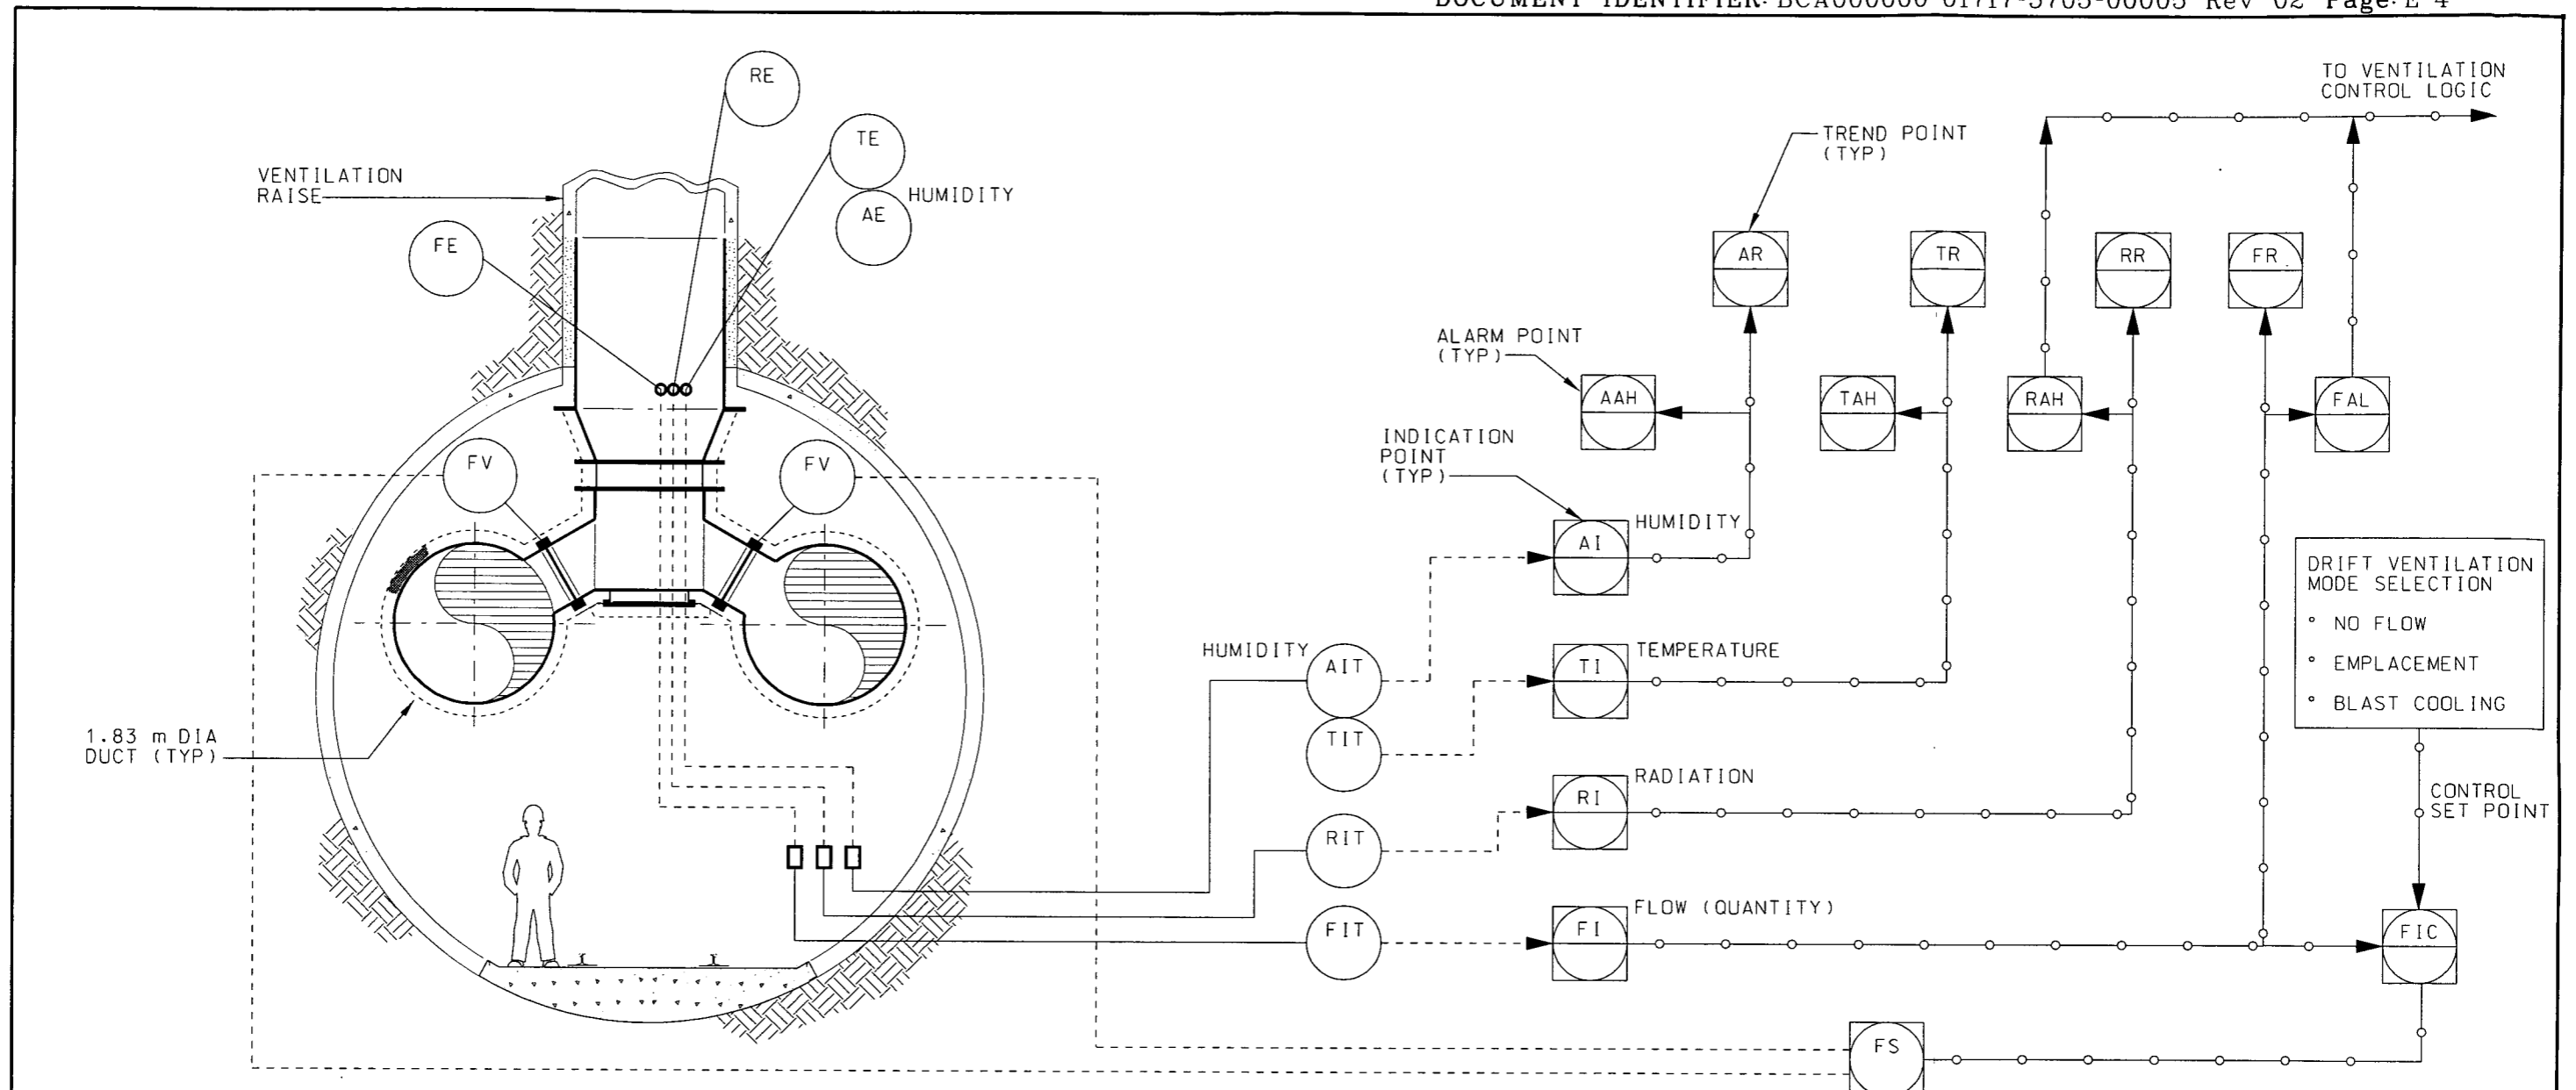 DOCUMENT IDENTIFIER: BCA000000-01717-5705-00003 Rev 02 Page: E-4
RE
TO VENTILATION
CONTROL LOGIC
TE
TREND POINT
(TYP)
VENTILATION
RAISE
HUMIDITY
AE
FE
AR
TR
RR
FR
ALARM POINT
(TYP)
AAH
TAH
RAH
FAL
INDICATION
POINT
(TYP)
FV
FV
HUMIDITY
AI
DRIFT VENTILATION
MODE SELECTION
° NO FLOW
° EMPLACEMENT
° BLAST COOLING
HUMIDITY
AIT
TEMPERATURE
TI
TIT
1.83 m DIA
DUCT (TYP)
RADIATION
RI
CONTROL
SET POINT
RIT
FLOW (QUANTITY)
FIT
FI
FIC
FS